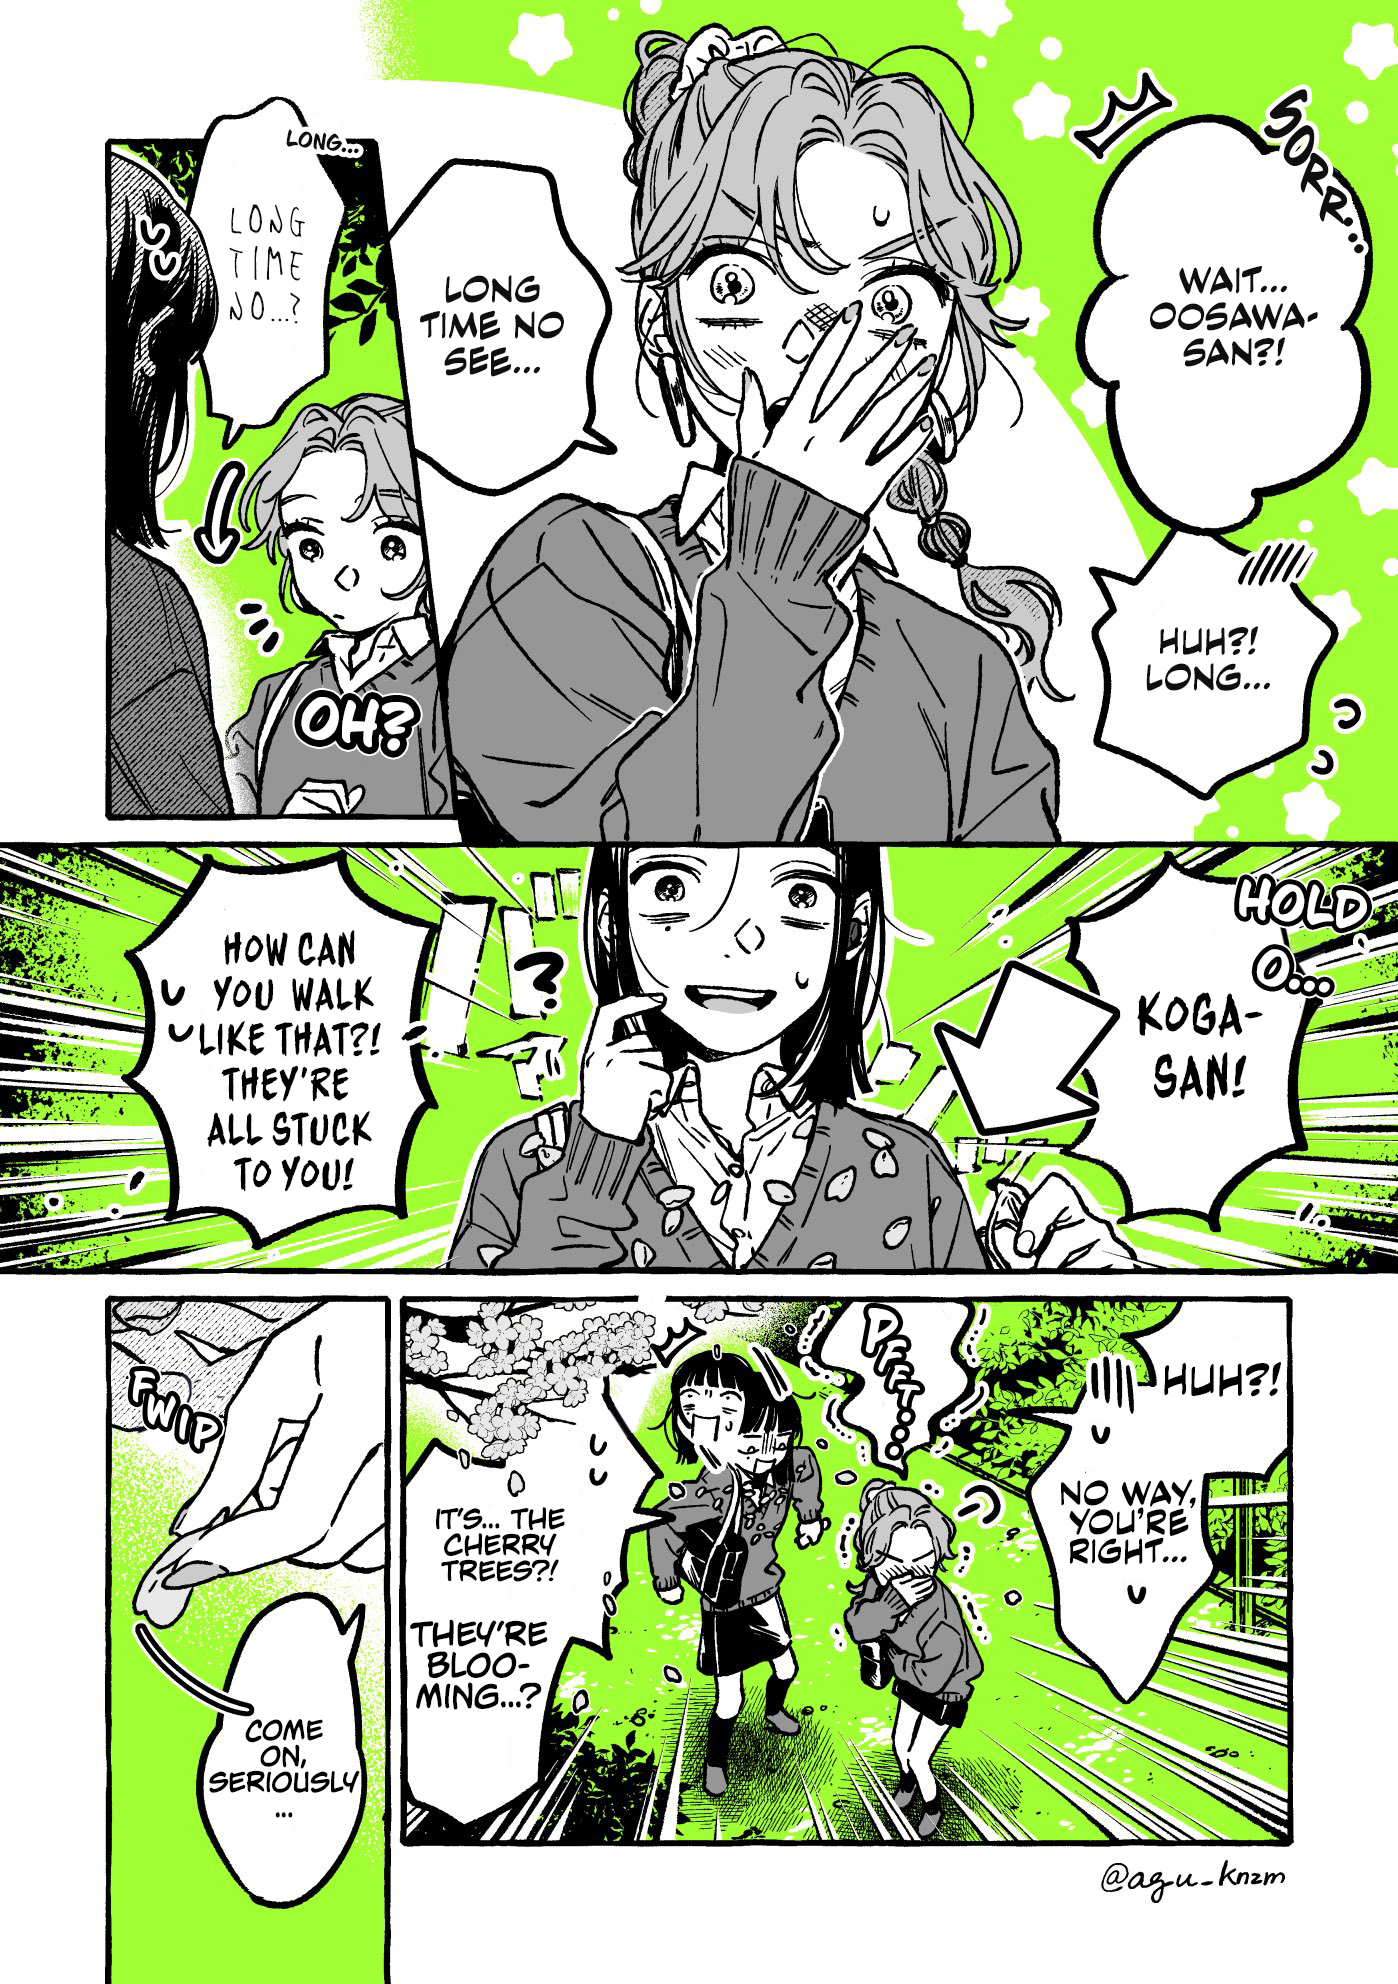 SORR...
WAIT...
OOSAWA-
SAN?!
HUH?!
LONG...
LONG
TIME NO
SEE...
LONG...
LONG
TIME
NO...?
OH?
HOLD
O...
KOGA-
SAN!
?
HOW CAN
YOU WALK
LIKE THAT?!
THEY'RE
ALL STUCK
TO YOU!
HUH?!
NO WAY,
YOU'RE
RIGHT...
PFFT...
IT'S... THE
CHERRY
TREES?!
THEY'RE
BLOO-
MING...?
FWIP
COME
ON,
SERIOUSLY
...
@agu_knzm